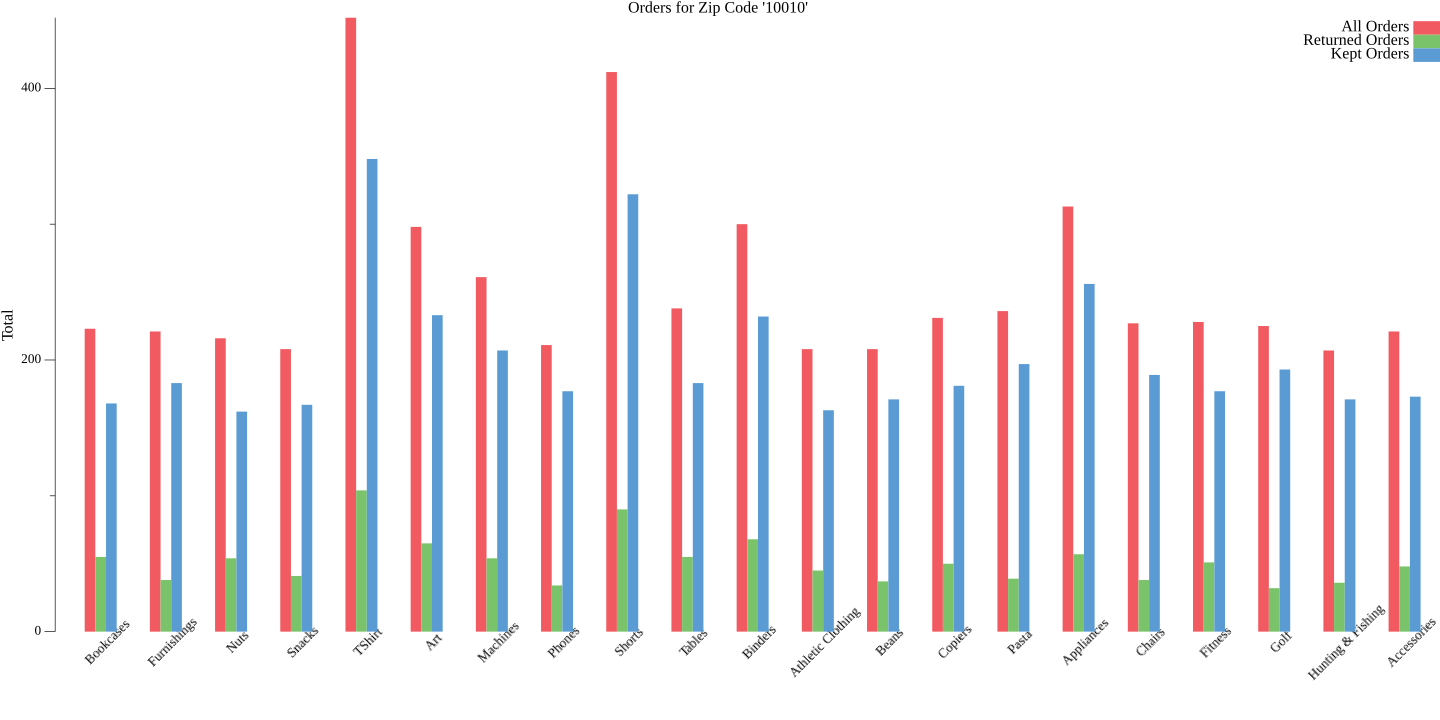 Orders for Zip Code '10010'
All Orders
Returned Orders
Kept Orders
Total
400
200
0
Bookcases
Furnishings
Nuts
Snacks
TShirt
Art
Machines
Phones
Shorts
Tables
Binders
Athletic Clothing
Beans
Copiers
Pasta
Appliances
Chairs
Fitness
Golf
Hunting & Fishing
Accessories